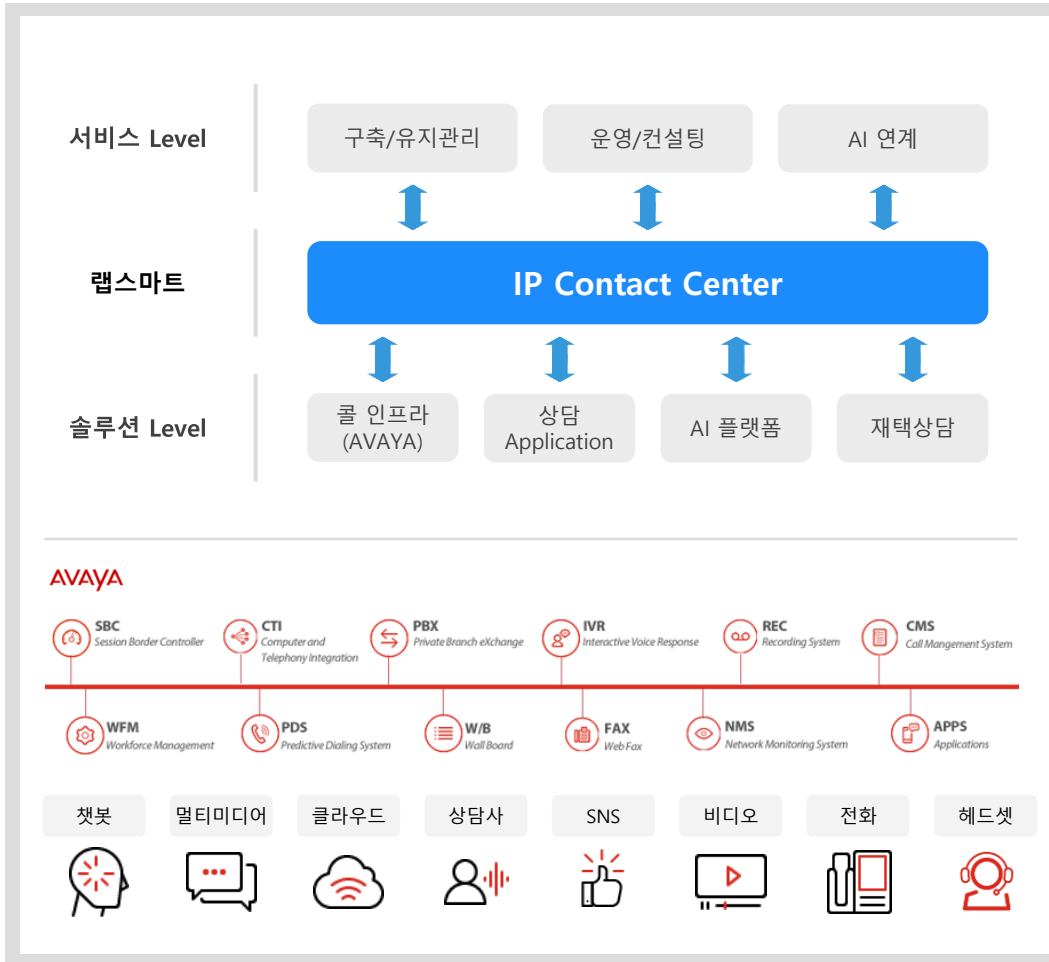 서비스 Level
구축/유지관리
운영/컨설팅
AI 연계
랩스마트
IP Contact Center
솔루션 Level
콜 인프라
(AVAYA)
상담
Application
AI 플랫폼
재택상담
AVAYA
SBC
Session Border Controller
CTI
Computer and
Telephony Integration
PBX
Private Branch eXchange
IVR
Interactive Voice Response
REC
Recording System
CMS
Call Mangement System
WFM
Workforce Management
PDS
Predictive Dialing System
W/B
Wall Board
FAX
Web Fax
NMS
Network Monitoring System
APPS
Applications
챗봇
멀티미디어
클라우드
상담사
SNS
비디오
전화
헤드셋